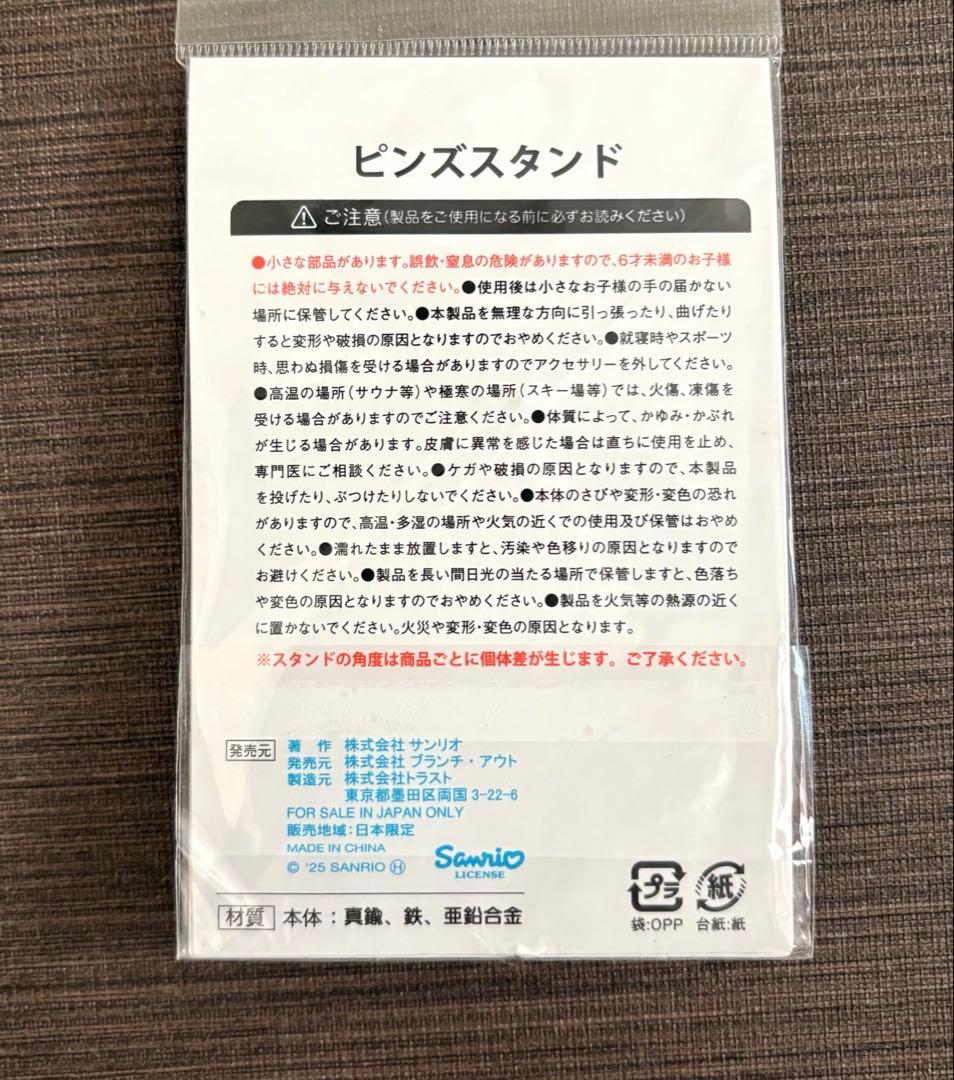 ピンズスタンド
ご注意(製品をご使用になる前に必ずお読みください)
●小さな部品があります。誤飲・窒息の危険がありますので、6才未満のお子様
には絶対に与えないでください。●使用後は小さなお子様の手の届かない
場所に保管してください。●本製品を無理な方向に引っ張ったり、曲げたり
すると変形や破損の原因となりますのでおやめください。●就寝時やスポーツ
時、思わぬ損傷を受ける場合がありますのでアクセサリーを外してください。
●高温の場所(サウナ等)や極寒の場所(スキー場等)では、火傷、凍傷を
受ける場合がありますのでご注意ください。●体質によって、かゆみ・かぶれ
が生じる場合があります。皮膚に異常を感じた場合は直ちに使用を止め、
専門医にご相談ください。●ケガや破損の原因となりますので、本製品
を投げたり、ぶつけたりしないでください。●本体のさびや変形・変色の恐れ
がありますので、高温・多湿の場所や火気の近くでの使用及び保管はおやめ
ください。●濡れたまま放置しますと、汚染や色移りの原因となりますので
お避けください。●製品を長い間日光の当たる場所で保管しますと、色落ち
や変色の原因となりますのでおやめください。●製品を火気等の熱源の近く
に置かないでください。火災や変形・変色の原因となります。
※スタンドの角度は商品ごとに個体差が生じます。ご了承ください。
発売元
著 作 株式会社 サンリオ
発売元 株式会社 ブランチ・アウト
製造元 株式会社トラスト
東京都墨田区両国 3-22-6
FOR SALE IN JAPAN ONLY
販売地域:日本限定
MADE IN CHINA
© '25 SANRIO Ⓗ
Sanrio
LICENSE
プラ
紙
袋:OPP 台紙:紙
材質 本体:真鍮、鉄、亜鉛合金